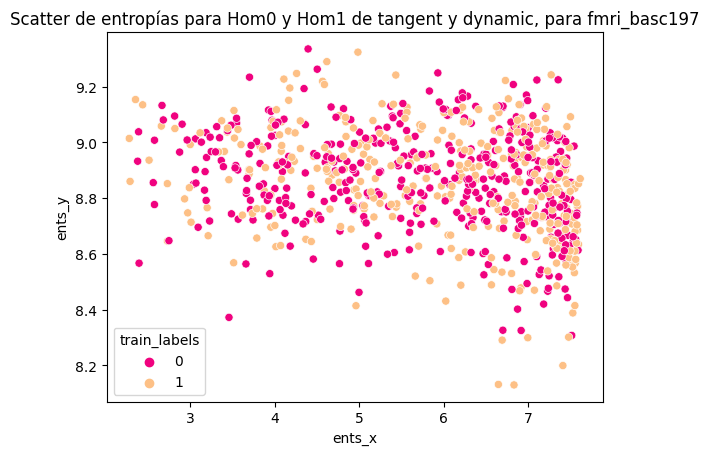 Scatter de entropías para Hom0 y Hom1 de tangent y dynamic, para fmri_basc197
9.2
9.0
8.8
8.6
8.4
8.2
ents_y
train_labels
0
1
3 4 5 6 7
ents_x